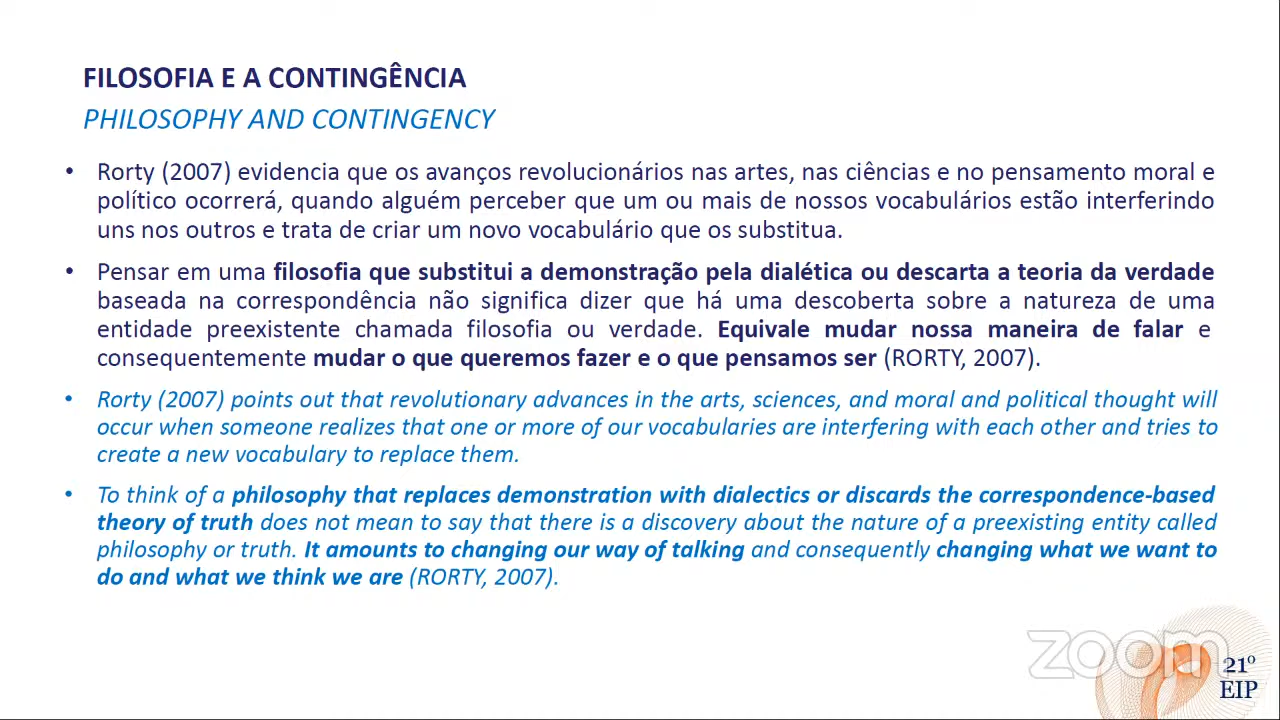 FILOSOFIA E A CONTINGÊNCIA
PHILOSOPHY AND CONTINGENCY
• Rorty (2007) evidencia que os avanços revolucionários nas artes, nas ciências e no pensamento moral e
político ocorrerá, quando alguém perceber que um ou mais de nossos vocabulários estão interferindo
uns nos outros e trata de criar um novo vocabulário que os substitua.
• Pensar em uma filosofia que substitui a demonstração pela dialética ou descarta a teoria da verdade
baseada na correspondência não significa dizer que há uma descoberta sobre a natureza de uma
entidade preexistente chamada filosofia ou verdade. Equivale mudar nossa maneira de falar e
consequentemente mudar o que queremos fazer e o que pensamos ser (RORTY, 2007).
• Rorty (2007) points out that revolutionary advances in the arts, sciences, and moral and political thought will
occur when someone realizes that one or more of our vocabularies are interfering with each other and tries to
create a new vocabulary to replace them.
• To think of a philosophy that replaces demonstration with dialectics or discards the correspondence-based
theory of truth does not mean to say that there is a discovery about the nature of a preexisting entity called
philosophy or truth. It amounts to changing our way of talking and consequently changing what we want to
do and what we think we are (RORTY, 2007).
zoom
21º
EIP